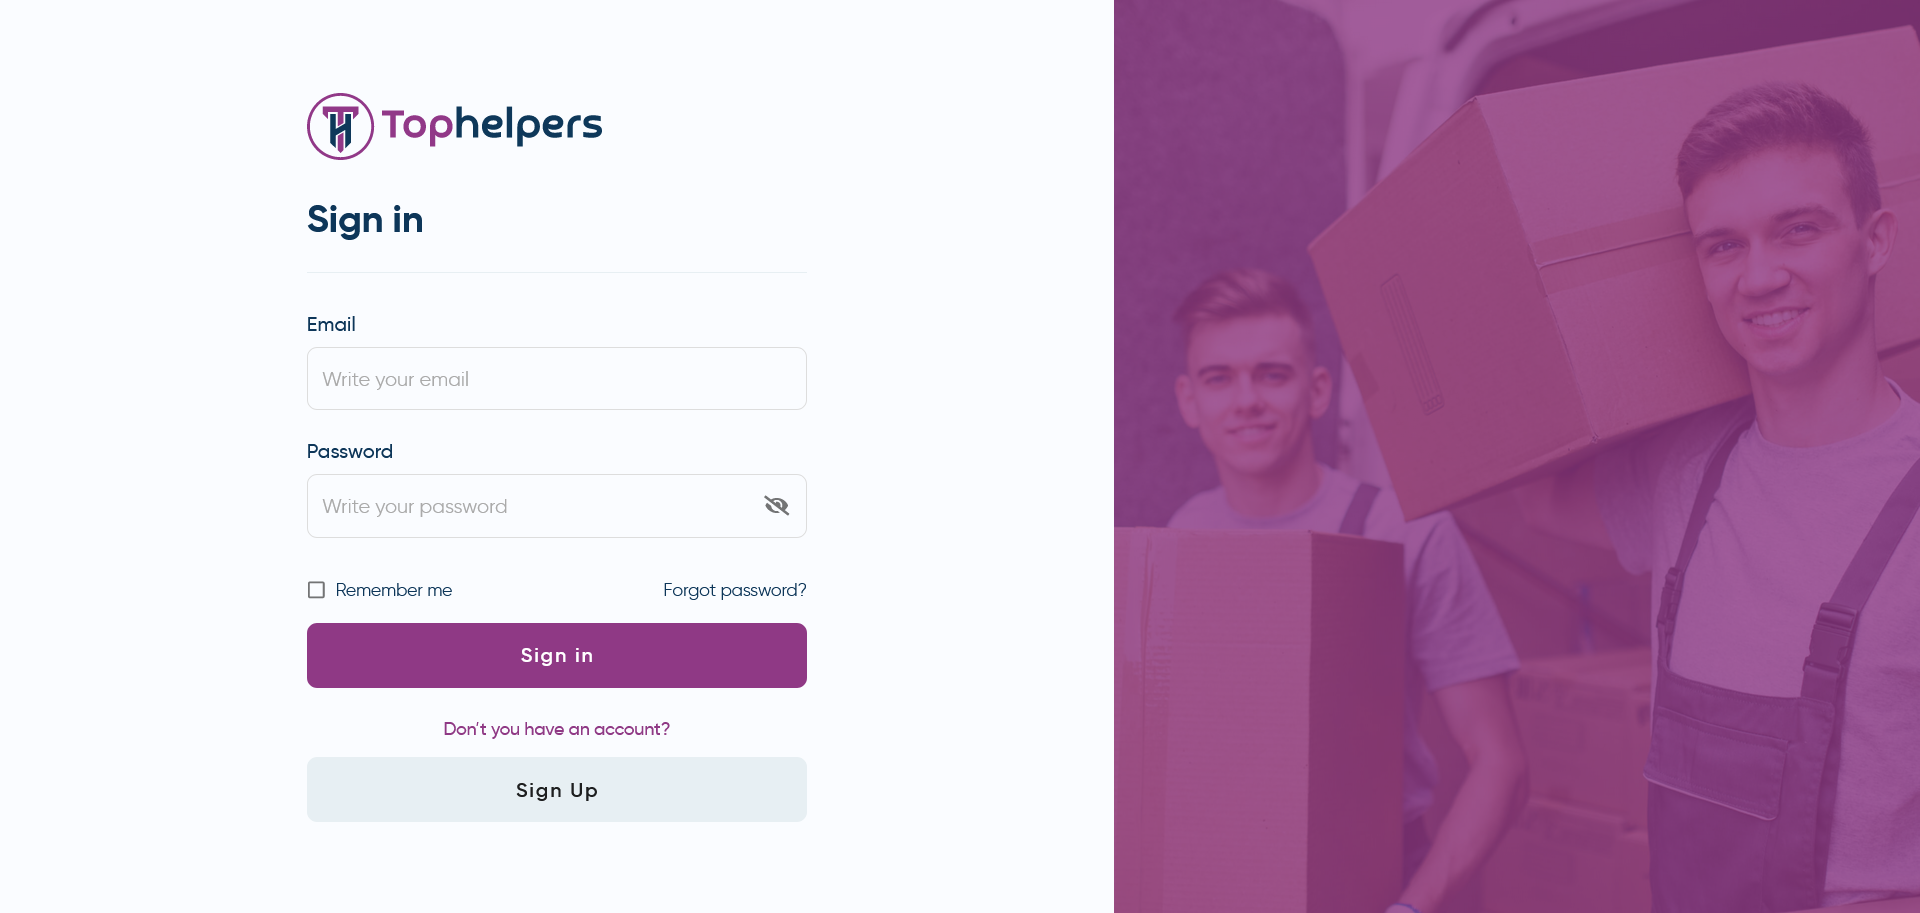 Tophelpers
Sign in
Email
Write your email
Password
Write your password
Remember me
Forgot password?
Sign in
Don't you have an account?
Sign Up